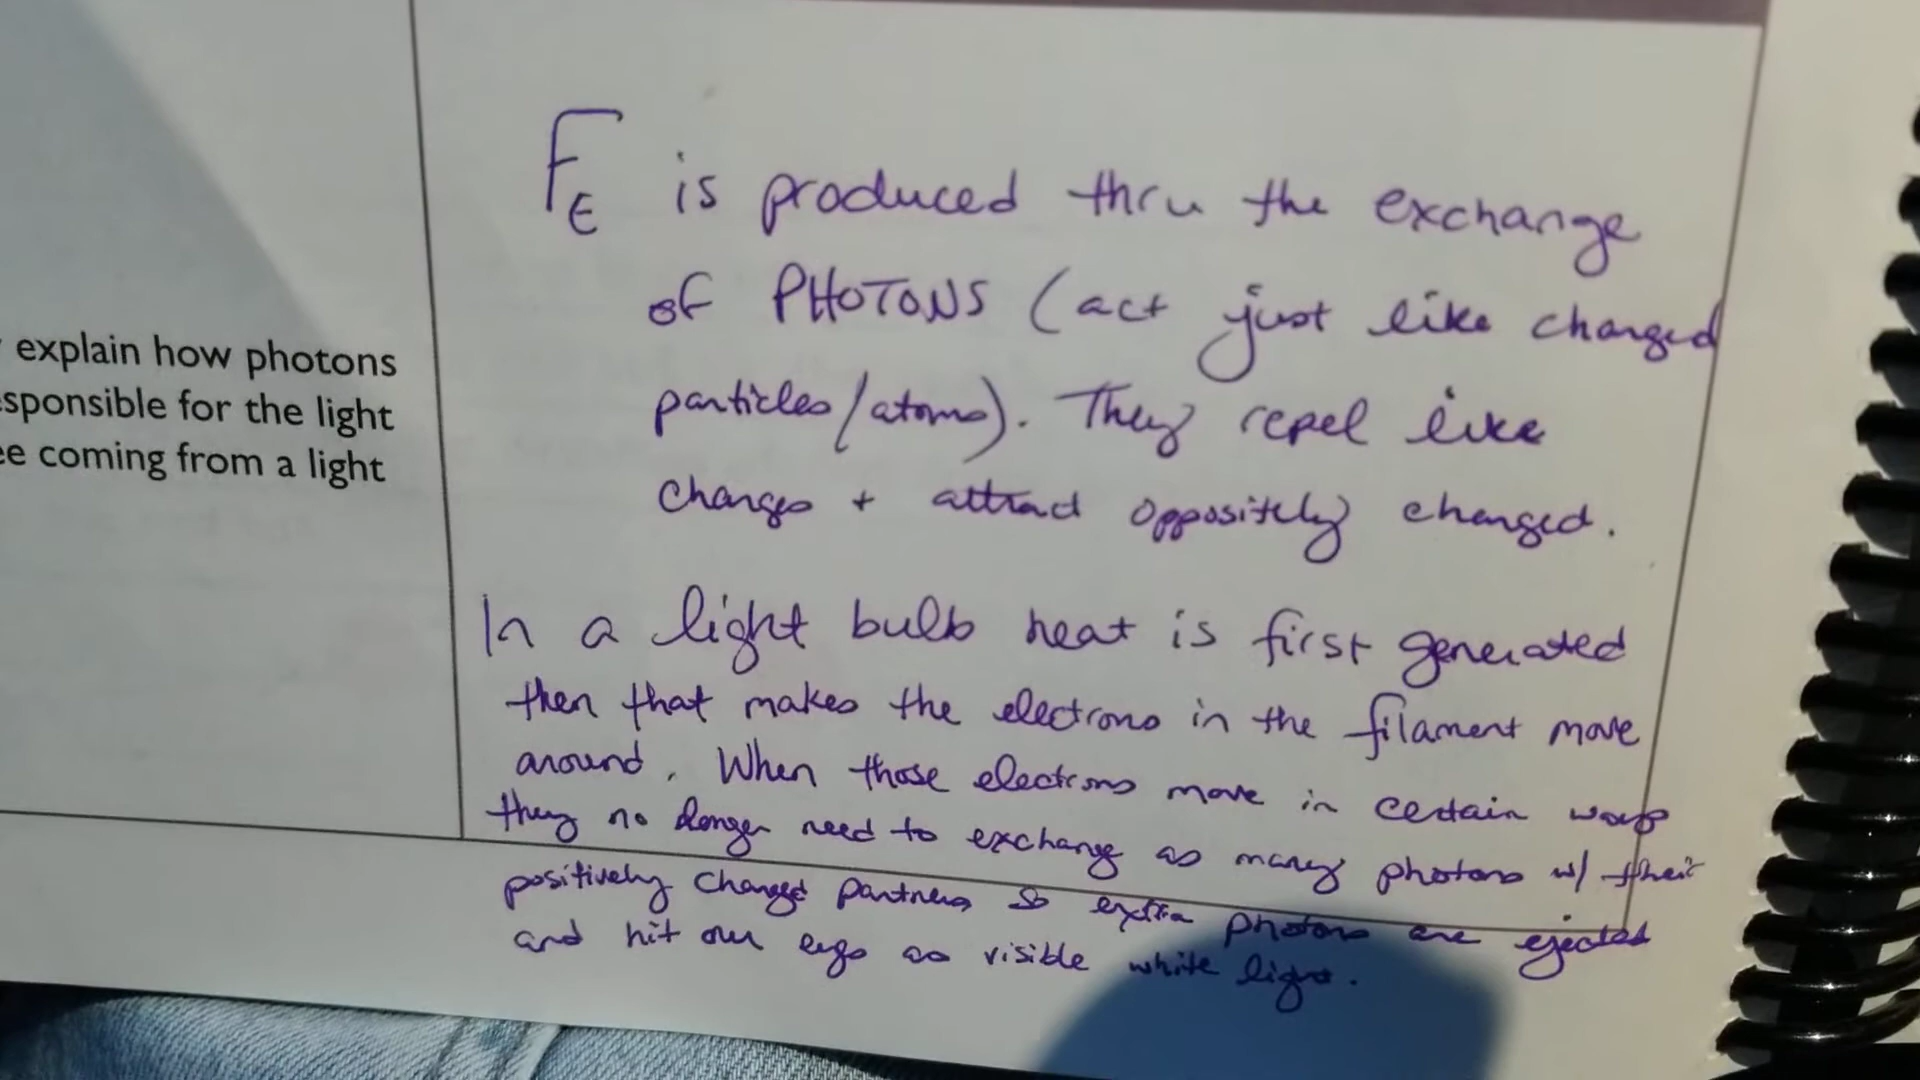 explain how photons
sponsible for the light
e coming from a light
FE is produced thru the exchange
of PHOTONS (act just like charged
particles/atoms). They repel like
charges + attract oppositely charged.
In a light bulb heat is first generated
then that makes the electrons in the filament move
around. When those electrons move in certain ways
they no longer need to exchange as many photons w/ their
positively charged partners so extra photons are ejected
and hit our eyes as visible white light.